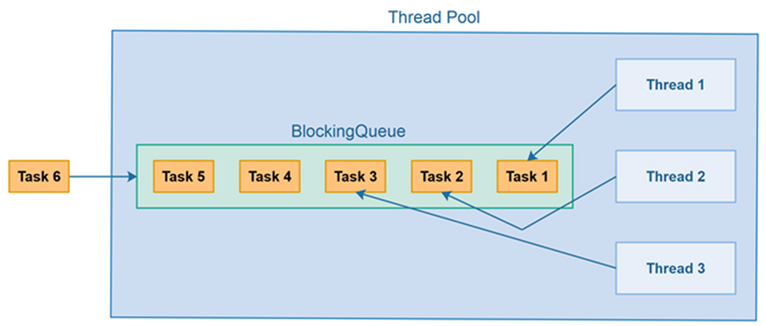 Thread Pool
Thread 1
BlockingQueue
Task 6
Task 5
Task 4
Task 3
Task 2
Task 1
Thread 2
Thread 3